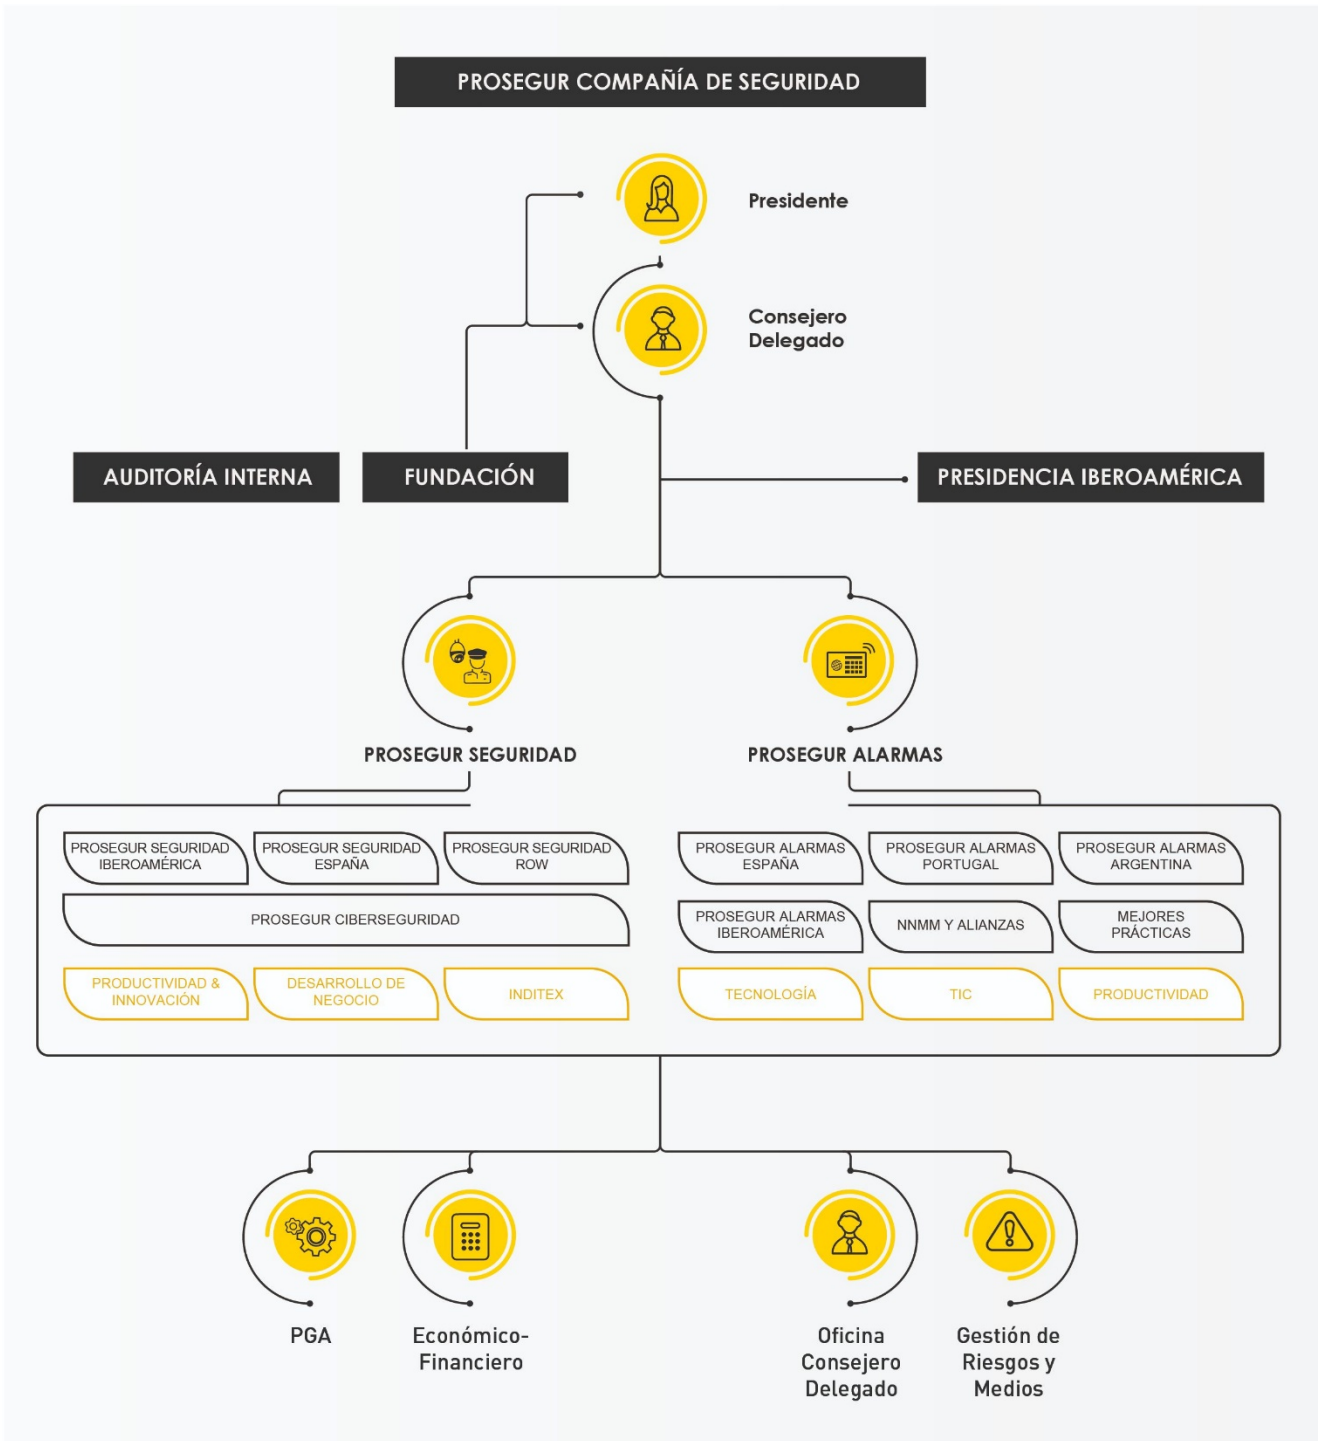 PROSEGUR COMPAÑÍA DE SEGURIDAD
Presidente
Consejero
Delegado
AUDITORÍA INTERNA
FUNDACIÓN
PRESIDENCIA IBEROAMÉRICA
PROSEGUR SEGURIDAD
PROSEGUR ALARMAS
PROSEGUR SEGURIDAD
IBEROAMÉRICA
PROSEGUR SEGURIDAD
ESPAÑA
PROSEGUR SEGURIDAD
ROW
PROSEGUR CIBERSEGURIDAD
PRODUCTIVIDAD &
INNOVACIÓN
DESARROLLO DE
NEGOCIO
INDITEX
PROSEGUR ALARMAS
ESPAÑA
PROSEGUR ALARMAS
PORTUGAL
PROSEGUR ALARMAS
ARGENTINA
PROSEGUR ALARMAS
IBEROAMÉRICA
NNMM Y ALIANZAS
MEJORES
PRÁCTICAS
TECNOLOGÍA
TIC
PRODUCTIVIDAD
PGA
Económico-
Financiero
Oficina
Consejero
Delegado
Gestión de
Riesgos y
Medios